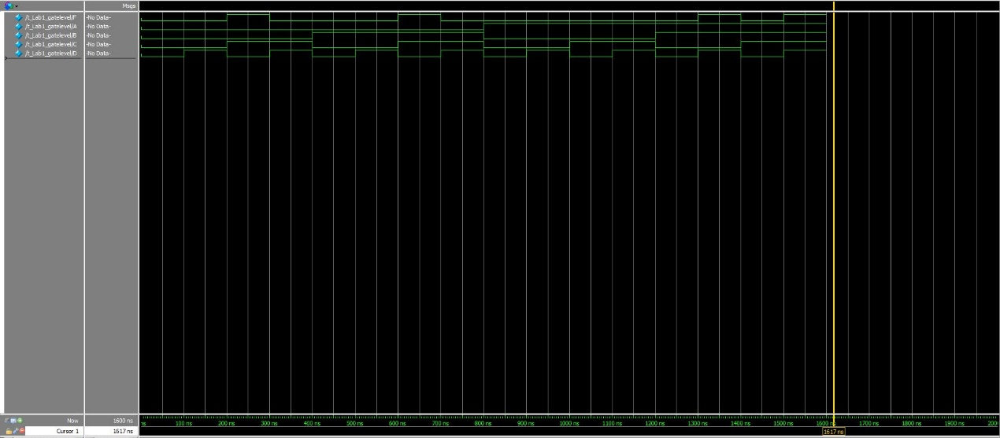 Msgs
/t_Lab1_gatelevel/F -No Data-
/t_Lab1_gatelevel/A -No Data-
/t_Lab1_gatelevel/B -No Data-
/t_Lab1_gatelevel/C -No Data-
/t_Lab1_gatelevel/D -No Data-
Now 1600 ns ns 100 ns 200 ns 300 ns 400 ns 500 ns 600 ns 700 ns 800 ns 900 ns 1000 ns 1100 ns 1200 ns 1300 ns 1400 ns 1500 ns 1600 ns 1700 ns 1800 ns 1900 ns 200
Cursor 1 1617 ns 1617 ns